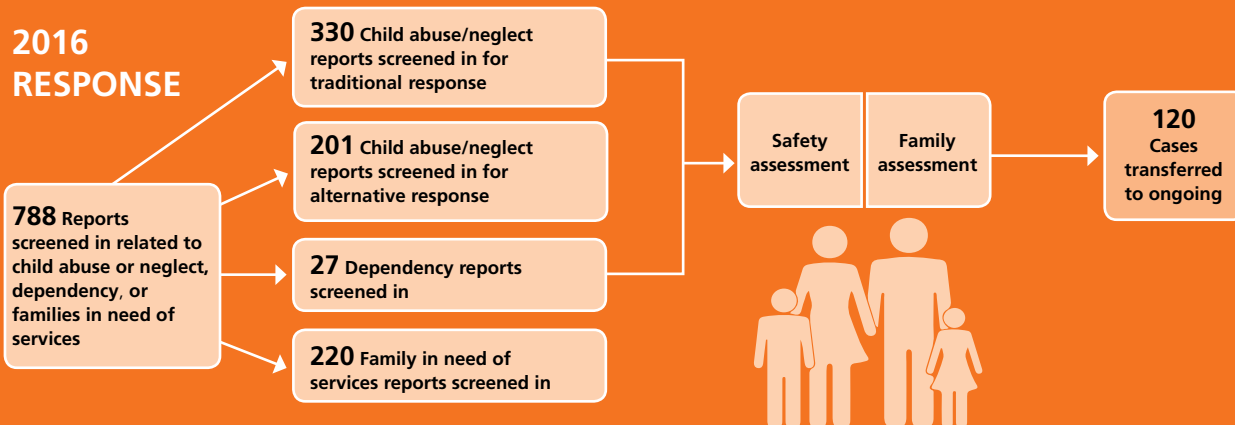 2016
RESPONSE
788 Reports
screened in related to
child abuse or neglect,
dependency, or
families in need of
services
330 Child abuse/neglect
reports screened in for
traditional response
201 Child abuse/neglect
reports screened in for
alternative response
27 Dependency reports
screened in
220 Family in need of
services reports screened in
Safety
assessment
Family
assessment
120
Cases
transferred
to ongoing